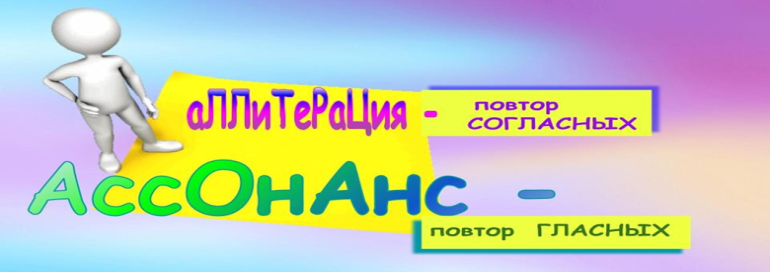 аЛЛиТеРаЦия - повтор
СОГЛАСНЫХ
АссОнАнс -
повтор ГЛАСНЫХ